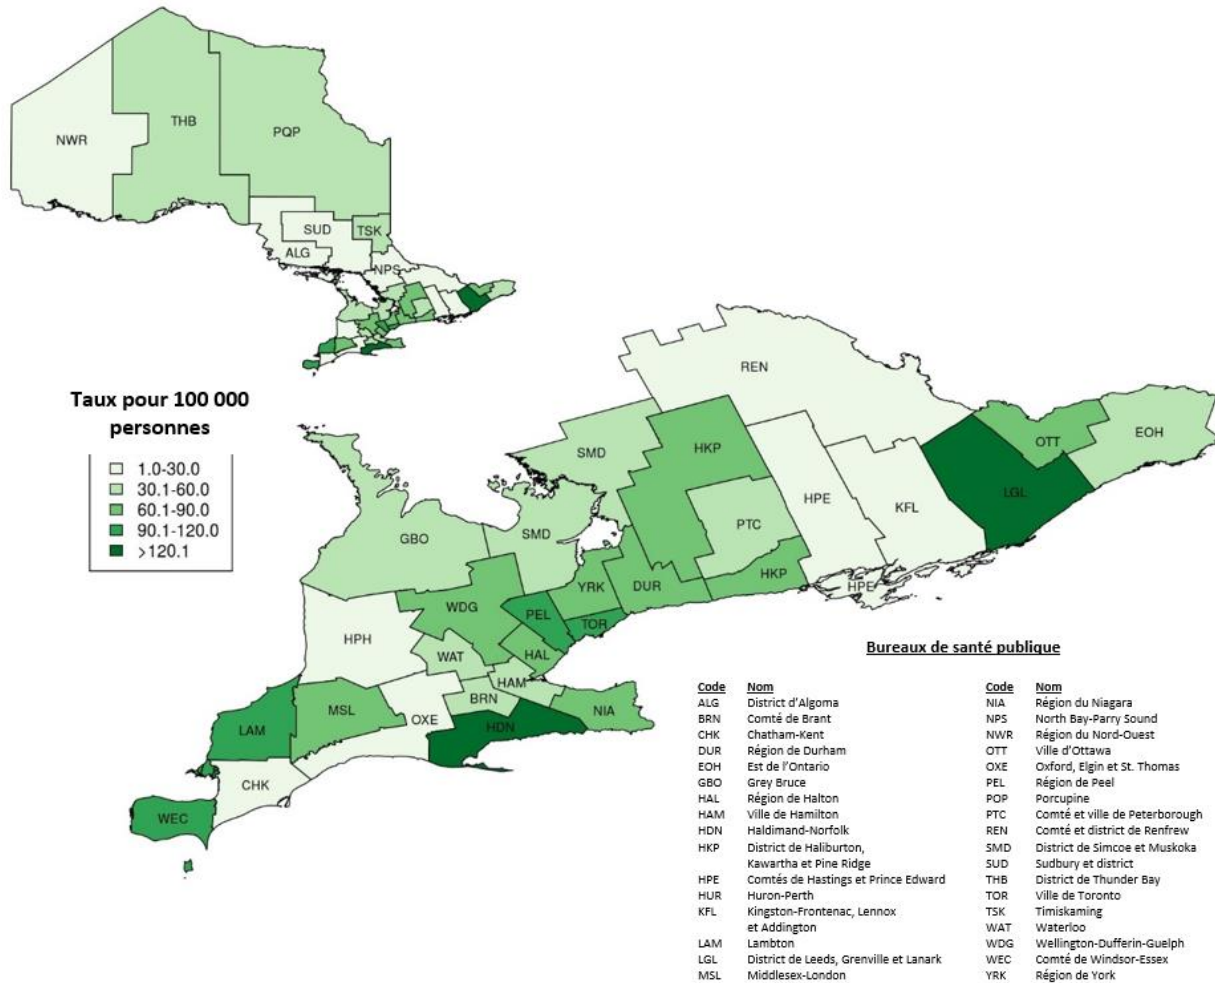 NWR
THB
PQP
SUD
TSK
ALG
NPS
Taux pour 100 000
personnes
1.0-30.0
30.1-60.0
60.1-90.0
90.1-120.0
>120.1
REN
SMD
HKP
OTT
EOH
LGL
HPE
KFL
PTC
GBO
SMD
YRK
DUR
HKP
HPE
WDG
PEL
TOR
HPH
WAT
HAL
HAM
BRN
NIA
MSL
OXE
HDN
LAM
CHK
WEC
Bureaux de santé publique
Code Nom
ALG District d'Algoma
BRN Comté de Brant
CHK Chatham-Kent
DUR Région de Durham
EOH Est de l'Ontario
GBO Grey Bruce
HAL Région de Halton
HAM Ville de Hamilton
HDN Haldimand-Norfolk
HKP District de Haliburton,
Kawartha et Pine Ridge
HPE Comtés de Hastings et Prince Edward
HUR Huron-Perth
KFL Kingston-Frontenac, Lennox
et Addington
LAM Lambton
LGL District de Leeds, Grenville et Lanark
MSL Middlesex-London
Code Nom
NIA Région du Niagara
NPS North Bay-Parry Sound
NWR Région du Nord-Ouest
OTT Ville d'Ottawa
OXE Oxford, Elgin et St. Thomas
PEL Région de Peel
POP Porcupine
PTC Comté et ville de Peterborough
REN Comté et district de Renfrew
SMD District de Simcoe et Muskoka
SUD Sudbury et district
THB District de Thunder Bay
TOR Ville de Toronto
TSK Timiskaming
WAT Waterloo
WDG Wellington-Dufferin-Guelph
WEC Comté de Windsor-Essex
YRK Région de York